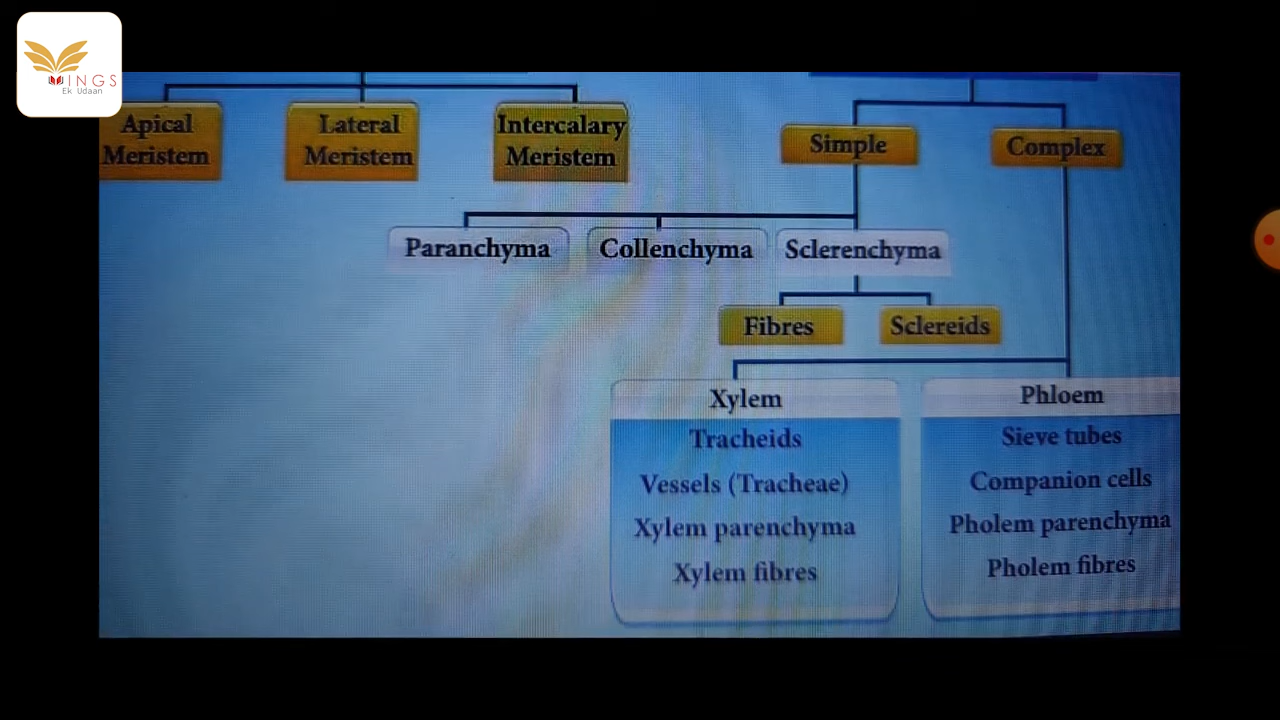 WINGS
Ek Udaan
Apical
Meristem
Lateral
Meristem
Intercalary
Meristem
Simple
Complex
Paranchyma
Collenchyma
Sclerenchyma
Fibres
Sclereids
Xylem
Tracheids
Vessels (Tracheae)
Xylem parenchyma
Xylem fibres
Phloem
Sieve tubes
Companion cells
Pholem parenchyma
Pholem fibres